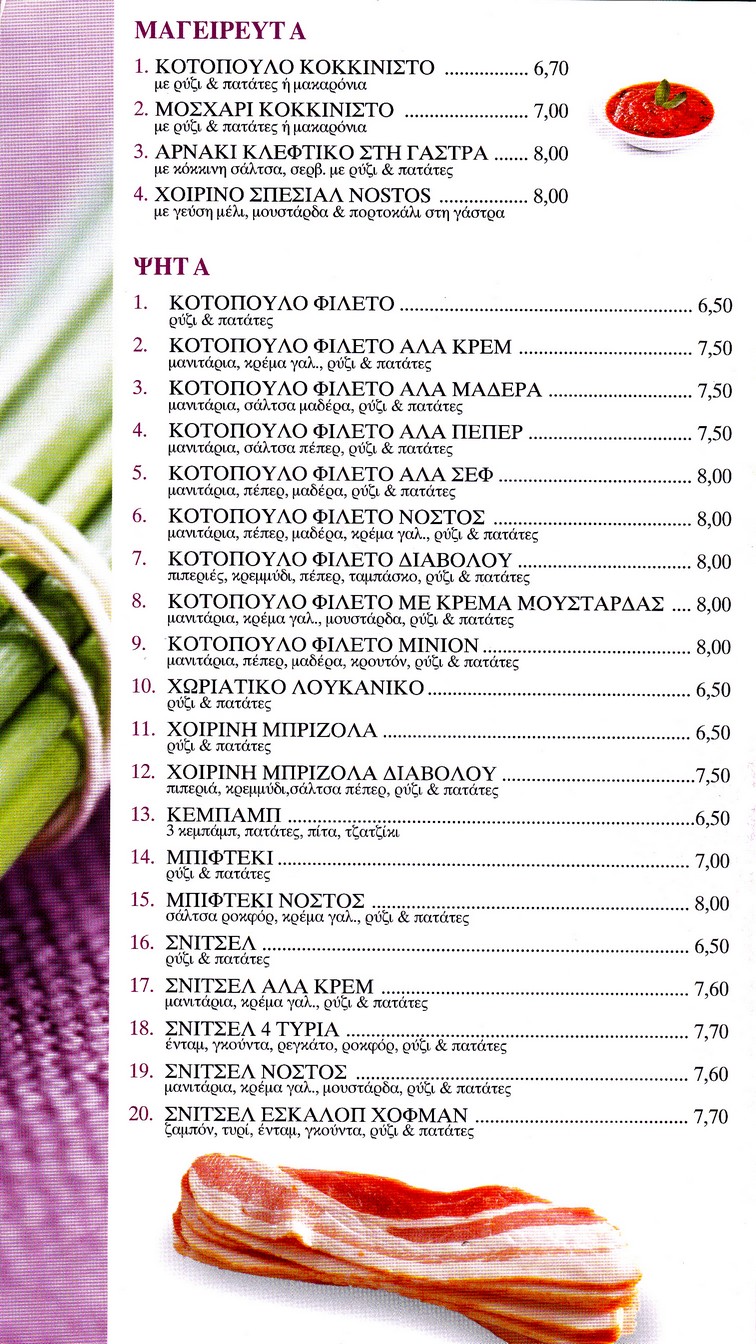 ΜΑΓΕΙΡΕΥΤΑ
1. ΚΟΤΟΠΟΥΛΟ ΚΟΚΚΙΝΙΣΤΟ ................. 6,70
με ρύζι & πατάτες ή μακαρόνια
2. ΜΟΣΧΑΡΙ ΚΟΚΚΙΝΙΣΤΟ ......................... 7,00
με ρύζι & πατάτες ή μακαρόνια
3. ΑΡΝΑΚΙ ΚΛΕΦΤΙΚΟ ΣΤΗ ΓΑΣΤΡΑ ....... 8,00
με κόκκινη σάλτσα, σερβ. με ρύζι & πατάτες
4. ΧΟΙΡΙΝΟ ΣΠΕΣΙΑΛ NOSTOS .................. 8,00
με γεύση μέλι, μουστάρδα & πορτοκάλι στη γάστρα
ΨΗΤΑ
1. ΚΟΤΟΠΟΥΛΟ ΦΙΛΕΤΟ ............................................................ 6,50
ρύζι & πατάτες
2. ΚΟΤΟΠΟΥΛΟ ΦΙΛΕΤΟ ΑΛΑ ΚΡΕΜ ................................... 7,50
μανιτάρια, κρέμα γαλ., ρύζι & πατάτες
3. ΚΟΤΟΠΟΥΛΟ ΦΙΛΕΤΟ ΑΛΑ ΜΑΔΕΡΑ ............................. 7,50
μανιτάρια, σάλτσα μαδέρα, ρύζι & πατάτες
4. ΚΟΤΟΠΟΥΛΟ ΦΙΛΕΤΟ ΑΛΑ ΠΕΠΕΡ ................................. 7,50
μανιτάρια, σάλτσα πέπερ, ρύζι & πατάτες
5. ΚΟΤΟΠΟΥΛΟ ΦΙΛΕΤΟ ΑΛΑ ΣΕΦ ....................................... 8,00
μανιτάρια, πέπερ, μαδέρα, ρύζι & πατάτες
6. ΚΟΤΟΠΟΥΛΟ ΦΙΛΕΤΟ ΝΟΣΤΟΣ ........................................ 8,00
μανιτάρια, πέπερ, μαδέρα, κρέμα γαλ., ρύζι & πατάτες
7. ΚΟΤΟΠΟΥΛΟ ΦΙΛΕΤΟ ΔΙΑΒΟΛΟΥ .................................... 8,00
πιπεριές, κρεμμύδι, πέπερ, ταμπάσκο, ρύζι & πατάτες
8. ΚΟΤΟΠΟΥΛΟ ΦΙΛΕΤΟ ΜΕ ΚΡΕΜΑ ΜΟΥΣΤΑΡΔΑΣ .... 8,00
μανιτάρια, κρέμα γαλ., μουστάρδα, ρύζι & πατάτες
9. ΚΟΤΟΠΟΥΛΟ ΦΙΛΕΤΟ ΜΙΝΙΟΝ .......................................... 8,00
μανιτάρια, πέπερ, μαδέρα, κρουτόν, ρύζι & πατάτες
10. ΧΩΡΙΑΤΙΚΟ ΛΟΥΚΑΝΙΚΟ ...................................................... 6,50
ρύζι & πατάτες
11. ΧΟΙΡΙΝΗ ΜΠΡΙΖΟΛΑ ............................................................... 6,50
ρύζι & πατάτες
12. ΧΟΙΡΙΝΗ ΜΠΡΙΖΟΛΑ ΔΙΑΒΟΛΟΥ .......................................7,50
πιπεριά, κρεμμύδι,σάλτσα πέπερ, ρύζι & πατάτες
13. ΚΕΜΠΑΜΠ ...................................................................................6,50
3 κεμπάμπ, πατάτες, πίτα, τζατζίκι
14. ΜΠΙΦΤΕΚΙ ..................................................................................... 7,00
ρύζι & πατάτες
15. ΜΠΙΦΤΕΚΙ ΝΟΣΤΟΣ ................................................................. 8,00
σάλτσα ροκφόρ, κρέμα γαλ., ρύζι & πατάτες
16. ΣΝΙΤΣΕΛ ........................................................................................ 6,50
ρύζι & πατάτες
17. ΣΝΙΤΣΕΛ ΑΛΑ ΚΡΕΜ ............................................................... 7,60
μανιτάρια, κρέμα γαλ., ρύζι & πατάτες
18. ΣΝΙΤΣΕΛ 4 ΤΥΡΙΑ ....................................................................... 7,70
ένταμ, γκούντα, ρεγκάτο, ροκφόρ, ρύζι & πατάτες
19. ΣΝΙΤΣΕΛ ΝΟΣΤΟΣ ..................................................................... 7,60
μανιτάρια, κρέμα γαλ., μουστάρδα, ρύζι & πατάτες
20. ΣΝΙΤΣΕΛ ΕΣΚΑΛΟΠ ΧΟΦΜΑΝ ............................................. 7,70
ζαμπόν, τυρί, ένταμ, γκούντα, ρύζι & πατάτες